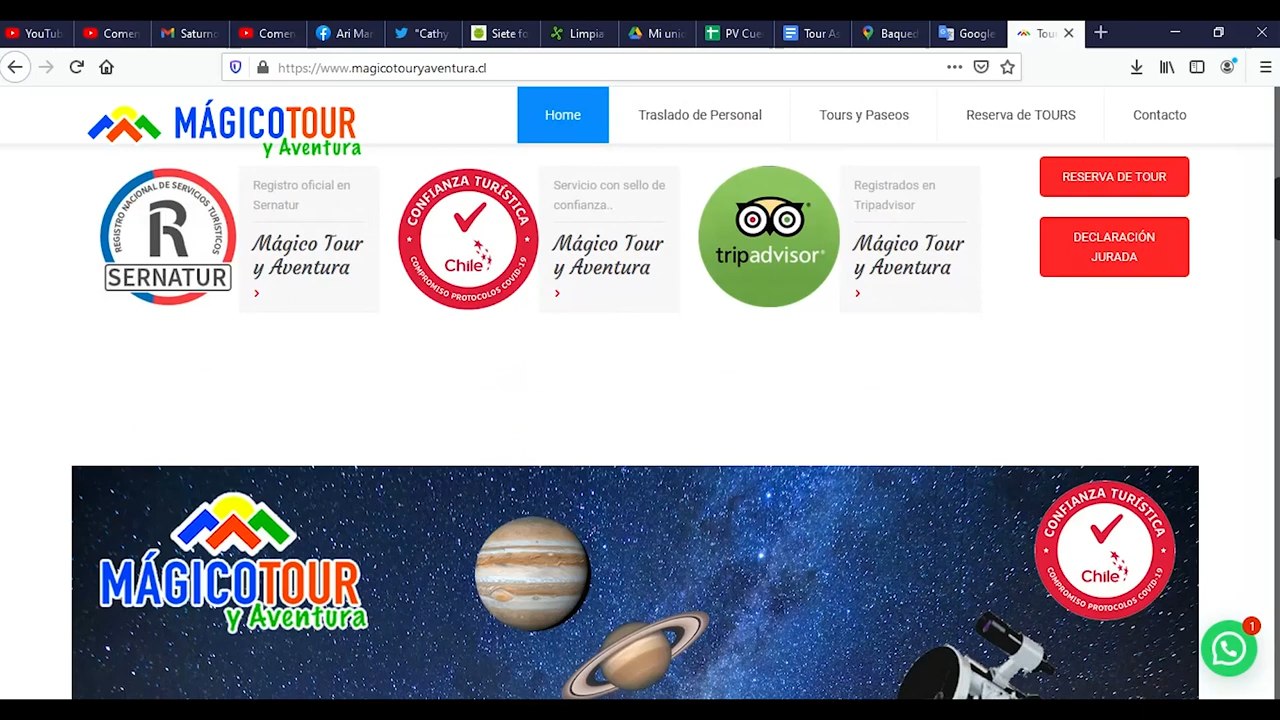 YouTub
Comen
Saturno
Comen
Ari Mar
"Cathy
Siete fo
Limpia
Mi unid
PV Cue
Tour As
Baqued
Google
Tou
https://www.magicotouryaventura.cl
MÁGICOTOUR
y Aventura
Home
Traslado de Personal
Tours y Paseos
Reserva de TOURS
Contacto
REGISTRO NACIONAL DE SERVICIOS TURÍSTICOS
R
SERNATUR
Registro oficial en
Sernatur
Mágico Tour
y Aventura
CONFIANZA TURÍSTICA
Chile
COMPROMISO PROTOCOLOS COVID-19
Servicio con sello de
confianza..
Mágico Tour
y Aventura
tripadvisor®
Registrados en
Tripadvisor
Mágico Tour
y Aventura
RESERVA DE TOUR
DECLARACIÓN
JURADA
MÁGICOTOUR
y Aventura
CONFIANZA TURÍSTICA
Chile
COMPROMISO PROTOCOLOS COVID-19
1